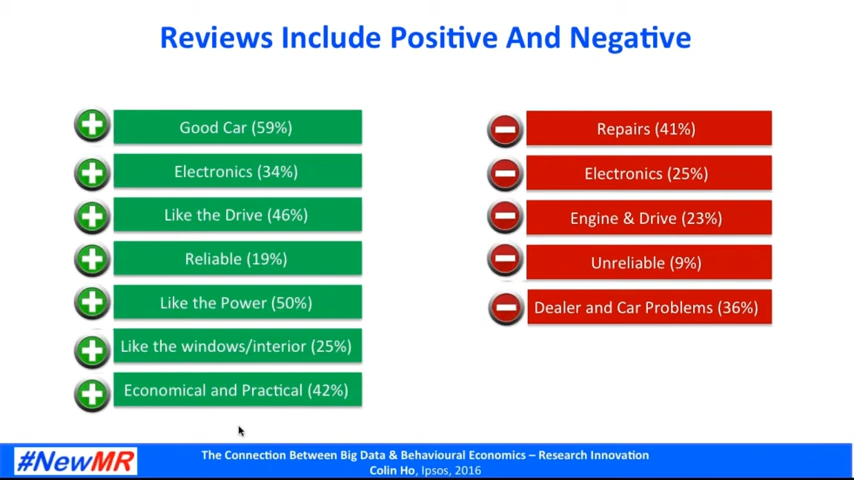 Reviews Include Positive And Negative
Good Car (59%)
Electronics (34%)
Like the Drive (46%)
Reliable (19%)
Like the Power (50%)
Like the windows/interior (25%)
Economical and Practical (42%)
Repairs (41%)
Electronics (25%)
Engine & Drive (23%)
Unreliable (9%)
Dealer and Car Problems (36%)
#NewMR
The Connection Between Big Data & Behavioural Economics – Research Innovation
Colin Ho, Ipsos, 2016